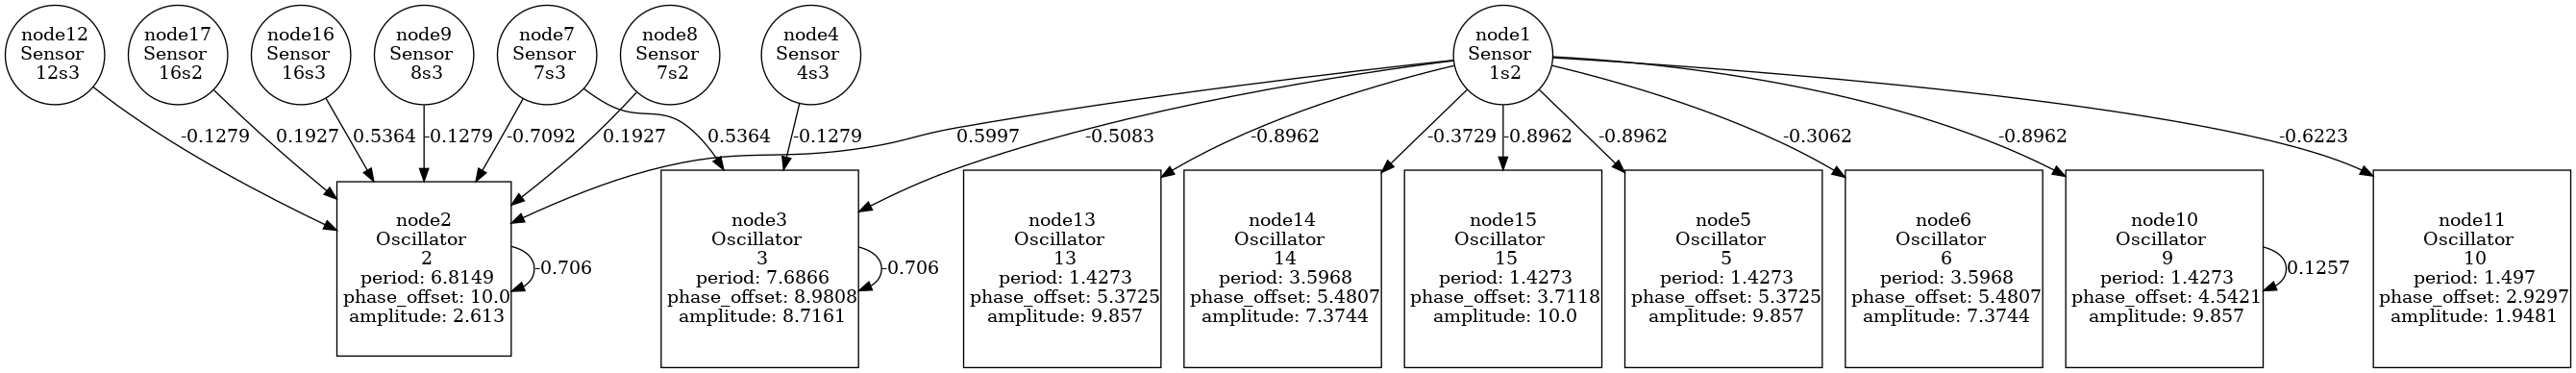 node12
Sensor
12s3
node17
Sensor
16s2
node16
Sensor
16s3
node9
Sensor
8s3
node7
Sensor
7s3
node8
Sensor
7s2
node4
Sensor
4s3
node1
Sensor
1s2
-0.1279
0.1927
0.5364
-0.1279
-0.7092
0.1927
0.5364
-0.1279
0.5997
-0.5083
-0.8962
-0.3729
-0.8962
-0.8962
-0.3062
-0.8962
-0.6223
node2
Oscillator
2
period: 6.8149
phase_offset: 10.0
amplitude: 2.613
-0.706
node3
Oscillator
3
period: 7.6866
phase_offset: 8.9808
amplitude: 8.7161
-0.706
node13
Oscillator
13
period: 1.4273
phase_offset: 5.3725
amplitude: 9.857
node14
Oscillator
14
period: 3.5968
phase_offset: 5.4807
amplitude: 7.3744
node15
Oscillator
15
period: 1.4273
phase_offset: 3.7118
amplitude: 10.0
node5
Oscillator
5
period: 1.4273
phase_offset: 5.3725
amplitude: 9.857
node6
Oscillator
6
period: 3.5968
phase_offset: 5.4807
amplitude: 7.3744
node10
Oscillator
9
period: 1.4273
phase_offset: 4.5421
amplitude: 9.857
0.1257
node11
Oscillator
10
period: 1.497
phase_offset: 2.9297
amplitude: 1.9481